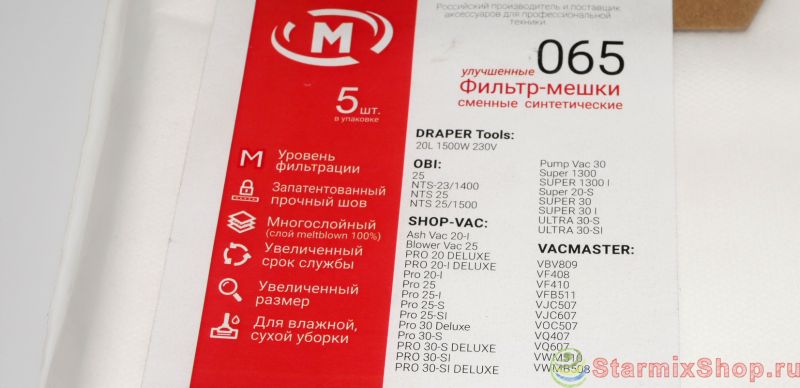 Российский производитель и поставщик
аксессуаров для профессиональной
техники.
M
065
улучшенные
Фильтр-мешки
сменные синтетические
5 шт.
в упаковке
M Уровень
фильтрации
Запатентованный
прочный шов
Многослойный
(слой meltblown 100%)
Увеличенный
срок службы
Увеличенный
размер
Для влажной,
сухой уборки
DRAPER Tools:
20L 1500W 230V
OBI:
25
NTS-23/1400
NTS 25
NTS 25/1500
SHOP-VAC:
Ash Vac 20-I
Blower Vac 25
PRO 20 DELUXE
PRO 20-I DELUXE
Pro 20-I
Pro 25
Pro 25-I
Pro 25-S
Pro 25-SI
Pro 30 Deluxe
Pro 30-S
PRO 30-S DELUXE
PRO 30-SI
PRO 30-SI DELUXE
Pump Vac 30
Super 1300
SUPER 1300 I
Super 20-S
SUPER 30
SUPER 30 I
ULTRA 30-S
ULTRA 30-SI
VACMASTER:
VBV809
VF408
VF410
VFB511
VJC507
VJC607
VOC507
VQ407
VQ607
VWM510
VWMB508
StarmixShop.ru